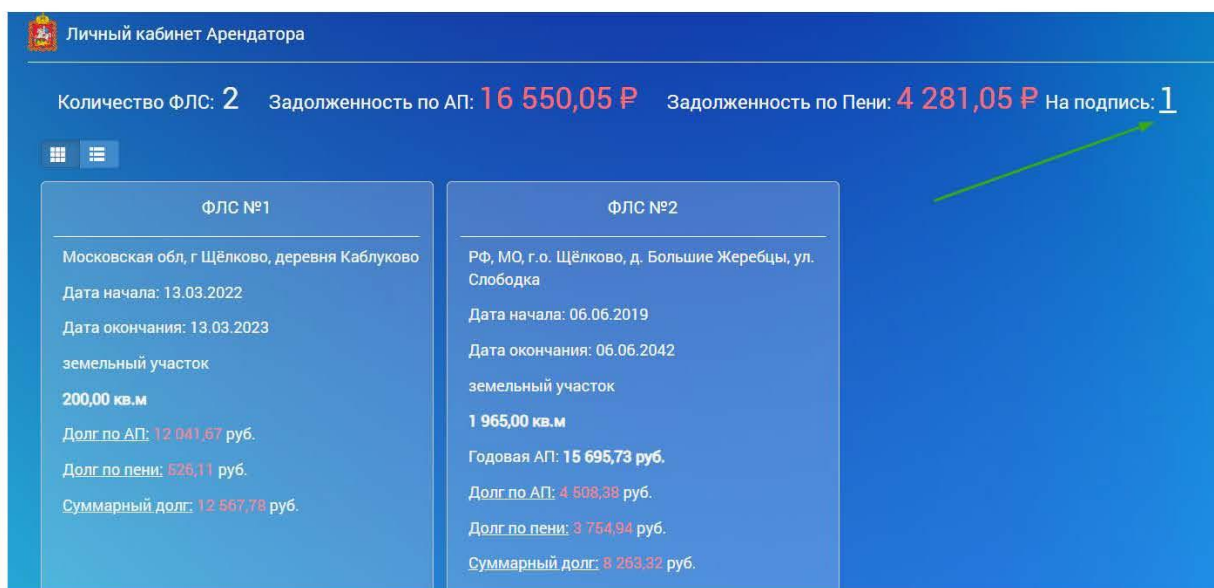 Личный кабинет Арендатора
Количество ФЛС: 2 Задолженность по АП: 16 550,05 ₽ Задолженность по Пени: 4 281,05 ₽ На подпись: 1
ФЛС №1
Московская обл, г Щёлково, деревня Каблуково
Дата начала: 13.03.2022
Дата окончания: 13.03.2023
земельный участок
200,00 кв.м
Долг по АП: 12 041,67 руб.
Долг по пени: 526,11 руб.
Суммарный долг: 12 567,78 руб.
ФЛС №2
РФ, МО, г.о. Щёлково, д. Большие Жеребцы, ул.
Слободка
Дата начала: 06.06.2019
Дата окончания: 06.06.2042
земельный участок
1 965,00 кв.м
Годовая АП: 15 695,73 руб.
Долг по АП: 4 508,38 руб.
Долг по пени: 3 754,94 руб.
Суммарный долг: 8 263,32 руб.